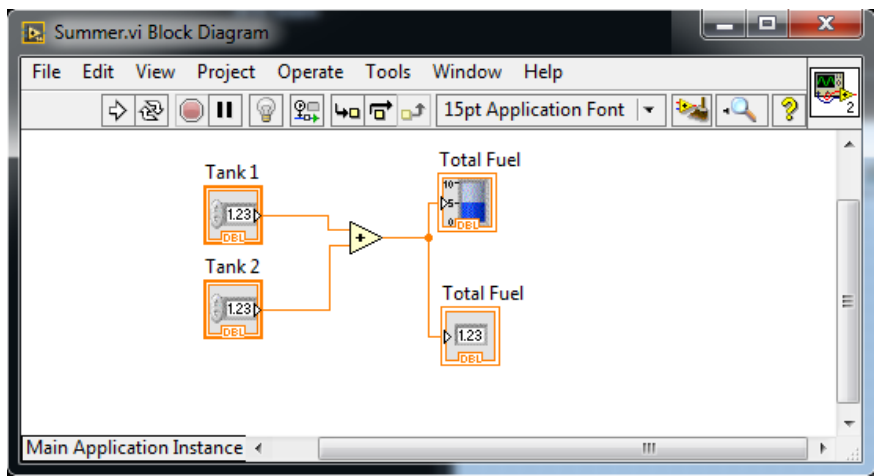 Summer.vi Block Diagram
File Edit View Project Operate Tools Window Help
15pt Application Font
2
Tank 1
1.23
DBL
Total Fuel
10
5
0
DBL
Tank 2
1.23
DBL
Total Fuel
1.23
DBL
Main Application Instance